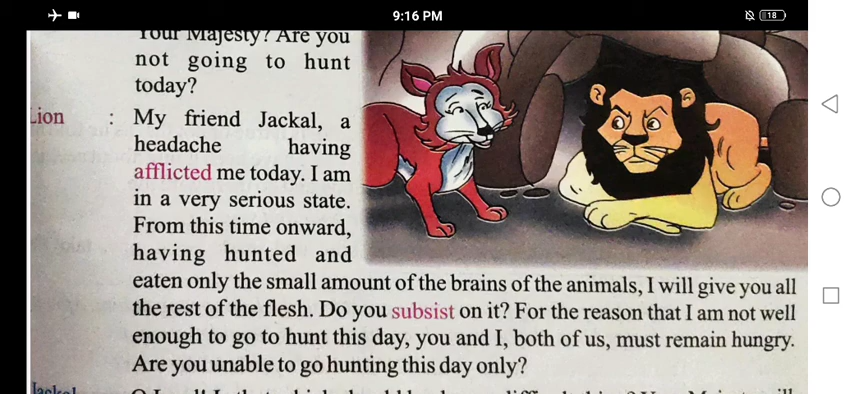 9:16 PM
18
Your Majesty? Are you
not going to hunt
today?
Lion : My friend Jackal, a
headache having
afflicted me today. I am
in a very serious state.
From this time onward,
having hunted and
eaten only the small amount of the brains of the animals, I will give you all
the rest of the flesh. Do you subsist on it? For the reason that I am not well
enough to go to hunt this day, you and I, both of us, must remain hungry.
Are you unable to go hunting this day only?
Jackal